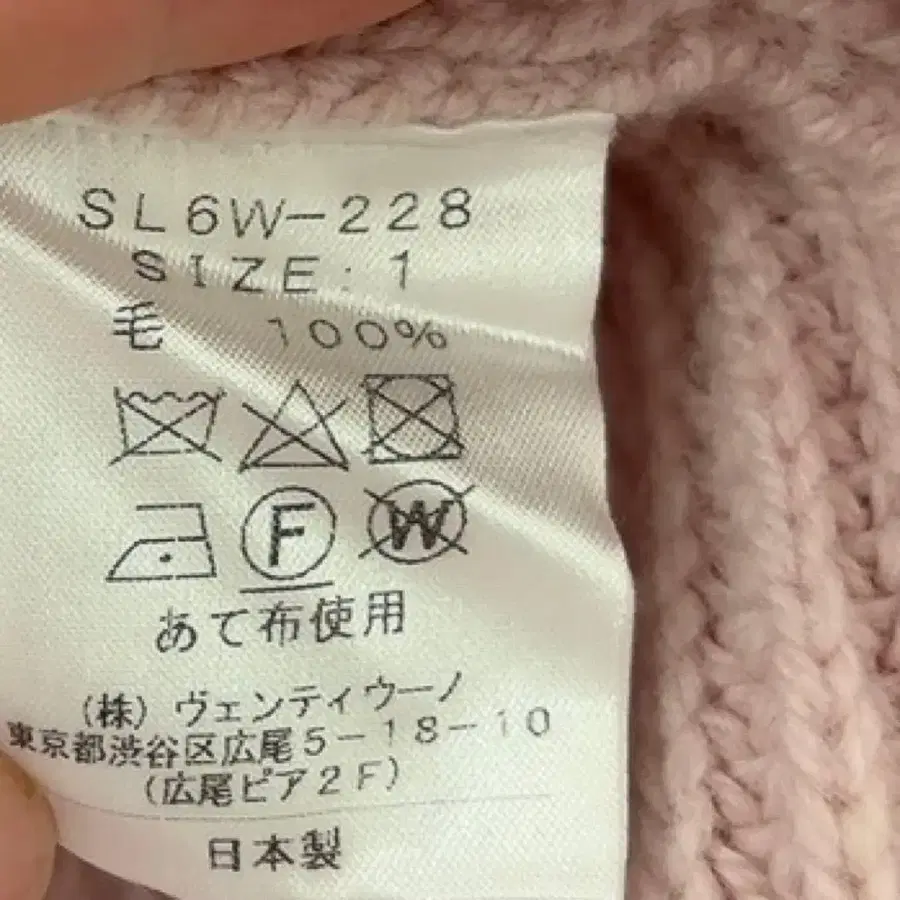 SL6W-228
SIZE:1
毛 100%
F W
あて布使用
(株)ヴェンティウーノ
東京都渋谷区広尾5-18-10
(広尾ピア2F)
日本製